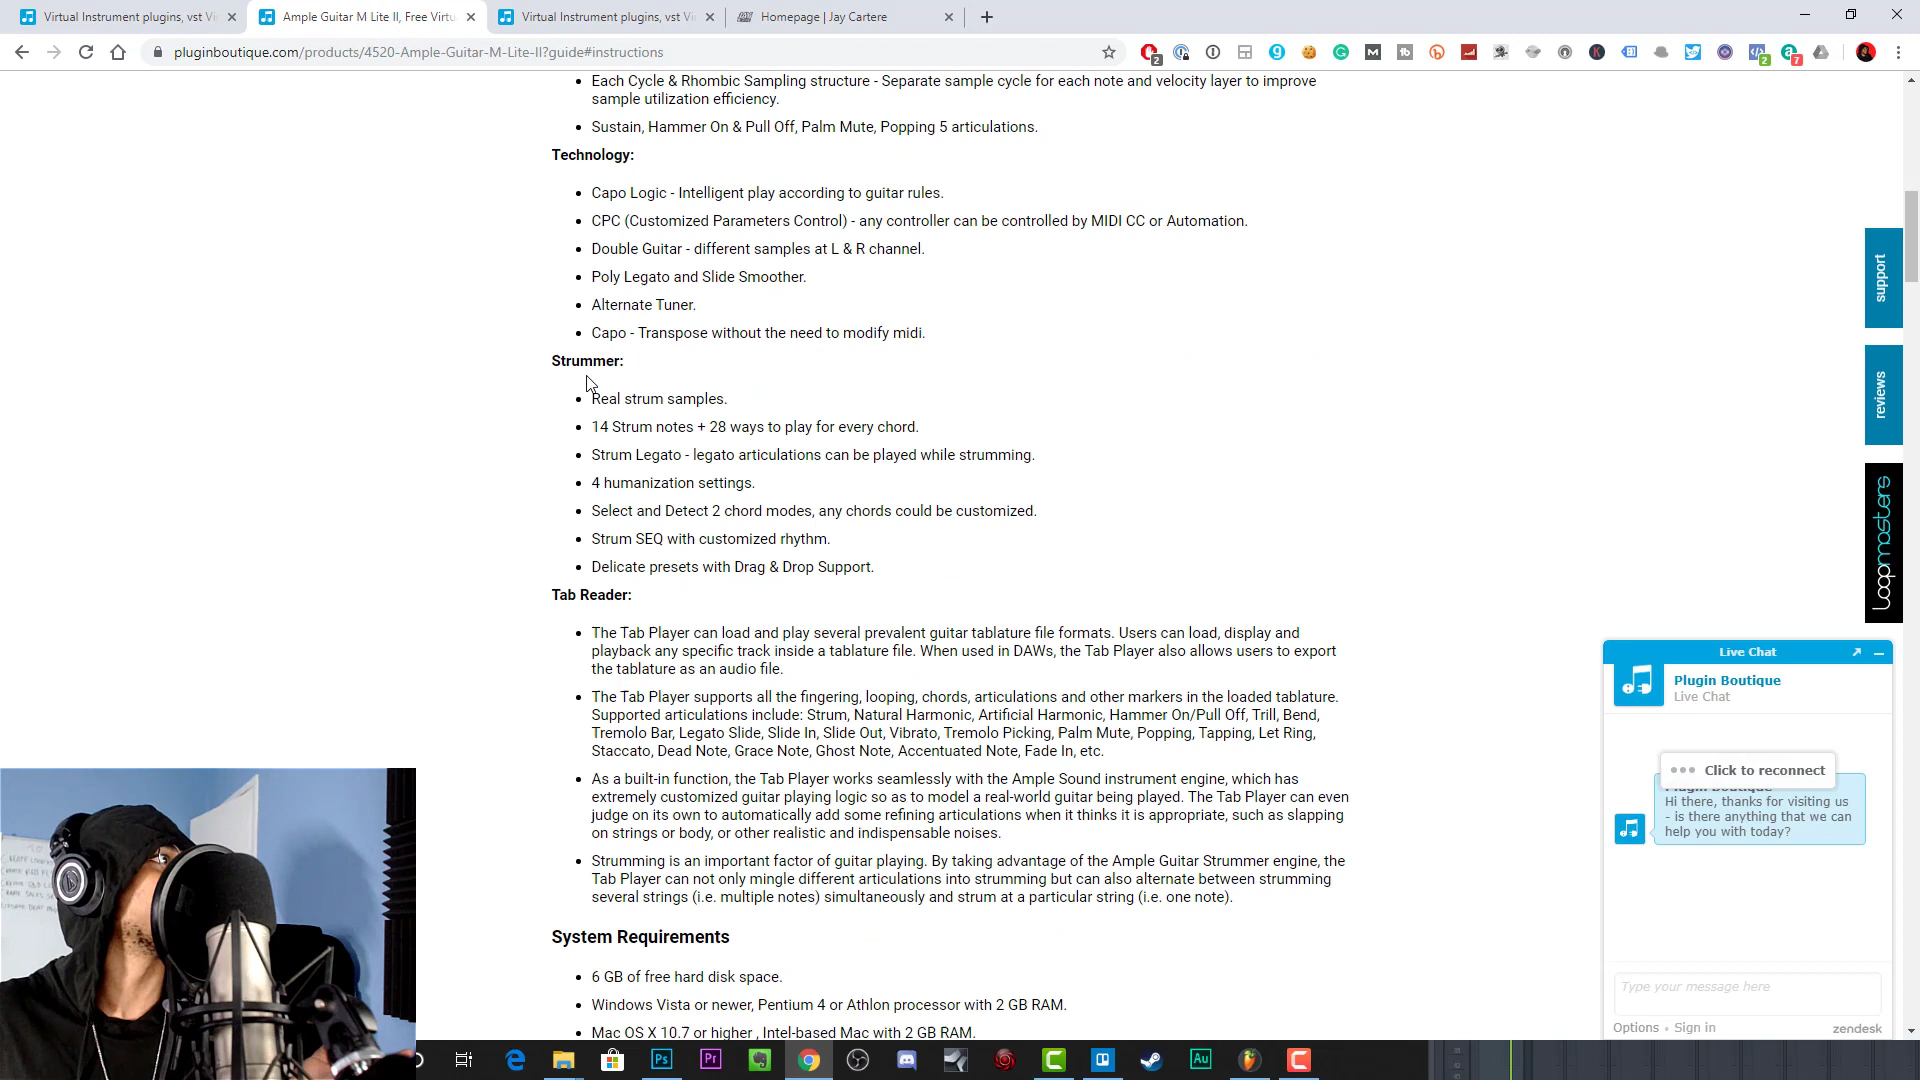 Virtual Instrument plugins, vst Vi
Ample Guitar M Lite II, Free Virtu
Virtual Instrument plugins, vst Vi
Homepage | Jay Cartere
pluginboutique.com/products/4520-Ample-Guitar-M-Lite-II?guide#instructions
Each Cycle & Rhombic Sampling structure - Separate sample cycle for each note and velocity layer to improve
sample utilization efficiency.
Sustain, Hammer On & Pull Off, Palm Mute, Popping 5 articulations.
Technology:
Capo Logic - Intelligent play according to guitar rules.
CPC (Customized Parameters Control) - any controller can be controlled by MIDI CC or Automation.
Double Guitar - different samples at L & R channel.
Poly Legato and Slide Smoother.
Alternate Tuner.
Capo - Transpose without the need to modify midi.
Strummer:
Real strum samples.
14 Strum notes + 28 ways to play for every chord.
Strum Legato - legato articulations can be played while strumming.
4 humanization settings.
Select and Detect 2 chord modes, any chords could be customized.
Strum SEQ with customized rhythm.
Delicate presets with Drag & Drop Support.
Tab Reader:
The Tab Player can load and play several prevalent guitar tablature file formats. Users can load, display and
playback any specific track inside a tablature file. When used in DAWs, the Tab Player also allows users to export
the tablature as an audio file.
The Tab Player supports all the fingering, looping, chords, articulations and other markers in the loaded tablature.
Supported articulations include: Strum, Natural Harmonic, Artificial Harmonic, Hammer On/Pull Off, Trill, Bend,
Tremolo Bar, Legato Slide, Slide In, Slide Out, Vibrato, Tremolo Picking, Palm Mute, Popping, Tapping, Let Ring,
Staccato, Dead Note, Grace Note, Ghost Note, Accentuated Note, Fade In, etc.
As a built-in function, the Tab Player works seamlessly with the Ample Sound instrument engine, which has
extremely customized guitar playing logic so as to model a real-world guitar being played. The Tab Player can even
judge on its own to automatically add some refining articulations when it thinks it is appropriate, such as slapping
on strings or body, or other realistic and indispensable noises.
Strumming is an important factor of guitar playing. By taking advantage of the Ample Guitar Strummer engine, the
Tab Player can not only mingle different articulations into strumming but can also alternate between strumming
several strings (i.e. multiple notes) simultaneously and strum at a particular string (i.e. one note).
System Requirements
6 GB of free hard disk space.
Windows Vista or newer, Pentium 4 or Athlon processor with 2 GB RAM.
Mac OS X 10.7 or higher , Intel-based Mac with 2 GB RAM.
support
reviews
loopmasters
Live Chat
Plugin Boutique
Live Chat
Click to reconnect
Plugin Boutique
Hi there, thanks for visiting us
- is there anything that we can
help you with today?
Type your message here
Options • Sign in
zendesk